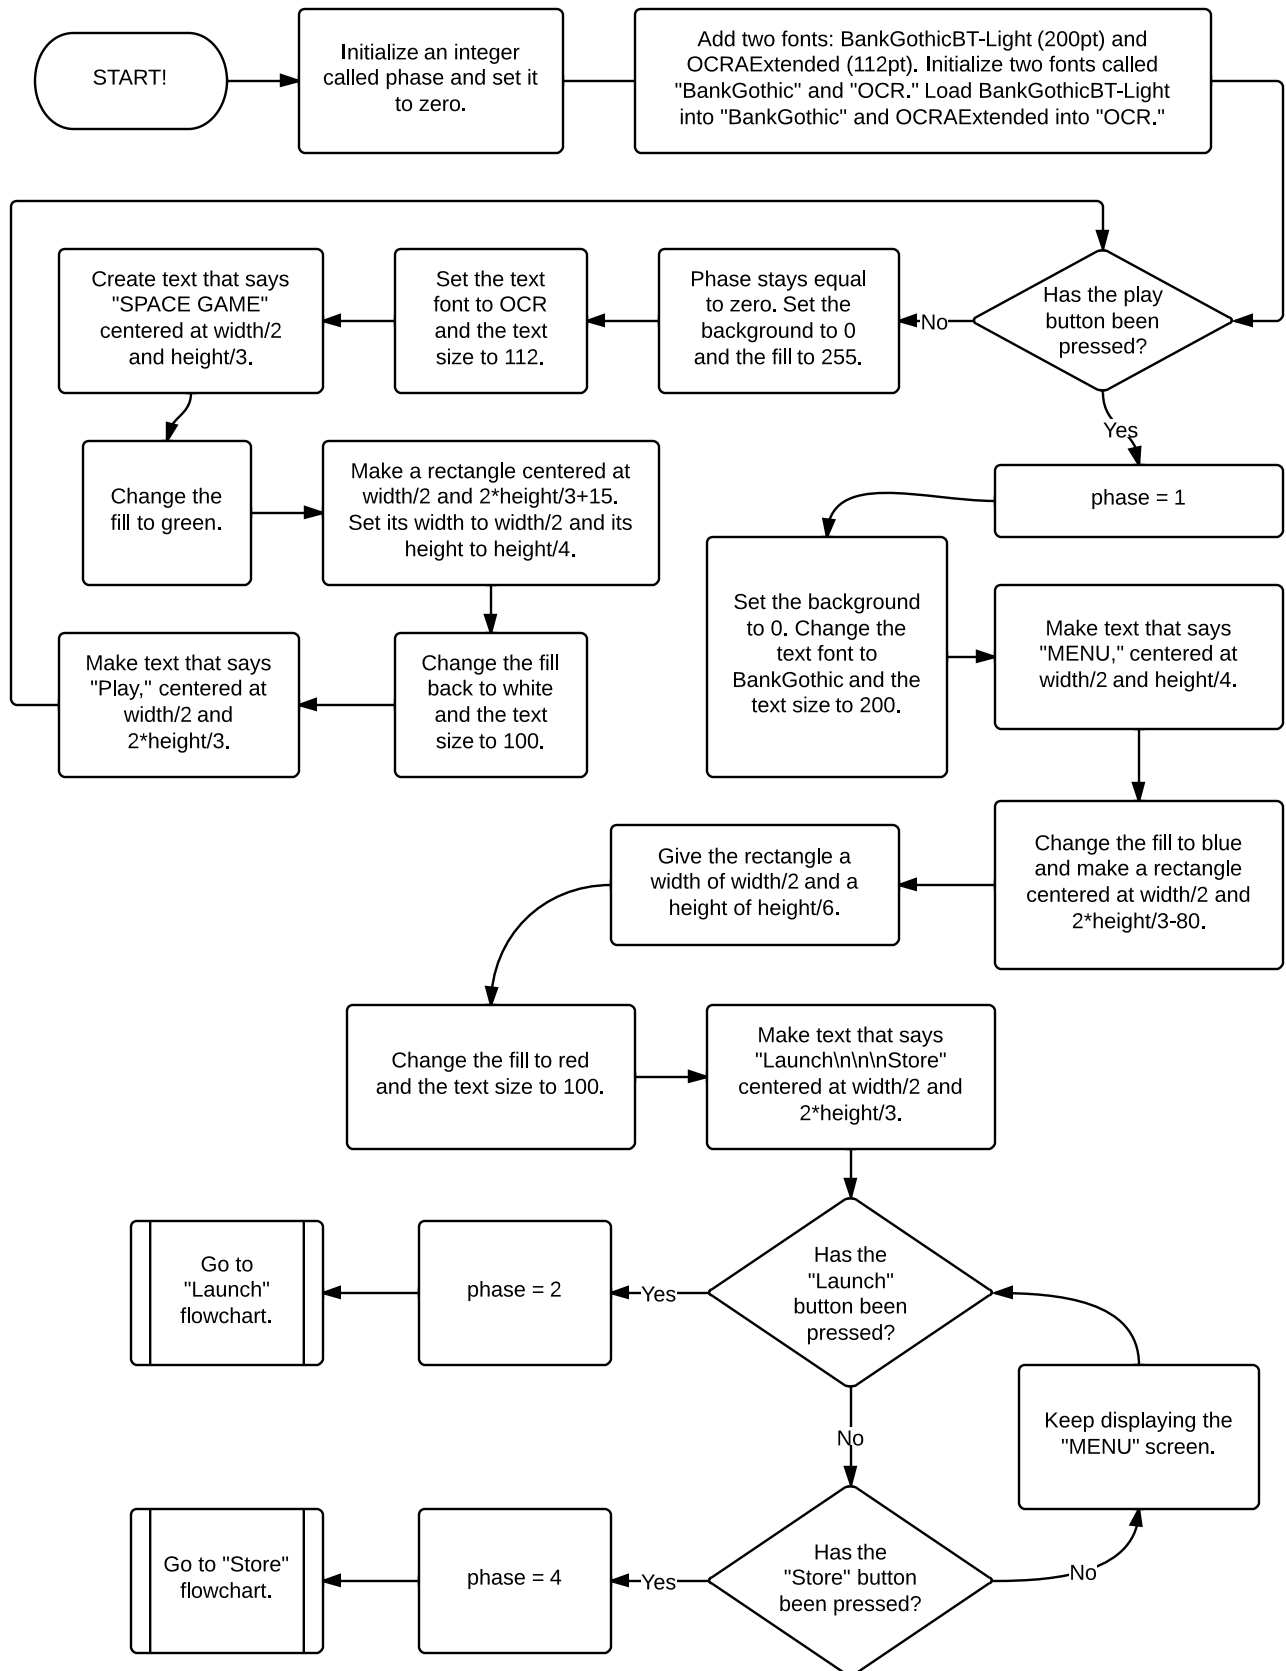 START!
Initialize an integer
called phase and set it
to zero.
Add two fonts: BankGothicBT-Light (200pt) and
OCRAExtended (112pt). Initialize two fonts called
"BankGothic" and "OCR." Load BankGothicBT-Light
into "BankGothic" and OCRAExtended into "OCR."
Has the play
button been
pressed?
No
Phase stays equal
to zero. Set the
background to 0
and the fill to 255.
Set the text
font to OCR
and the text
size to 112.
Create text that says
"SPACE GAME"
centered at width/2
and height/3.
Change the
fill to green.
Make a rectangle centered at
width/2 and 2*height/3+15.
Set its width to width/2 and its
height to height/4.
Change the fill
back to white
and the text
size to 100.
Make text that says
"Play," centered at
width/2 and
2*height/3.
Yes
phase = 1
Set the background
to 0. Change the
text font to
BankGothic and the
text size to 200.
Make text that says
"MENU," centered at
width/2 and height/4.
Change the fill to blue
and make a rectangle
centered at width/2 and
2*height/3-80.
Give the rectangle a
width of width/2 and a
height of height/6.
Change the fill to red
and the text size to 100.
Make text that says
"Launch\n\n\nStore"
centered at width/2 and
2*height/3.
Has the
"Launch"
button been
pressed?
Yes
phase = 2
Go to
"Launch"
flowchart.
No
Has the
"Store" button
been pressed?
Yes
phase = 4
Go to "Store"
flowchart.
No
Keep displaying the
"MENU" screen.